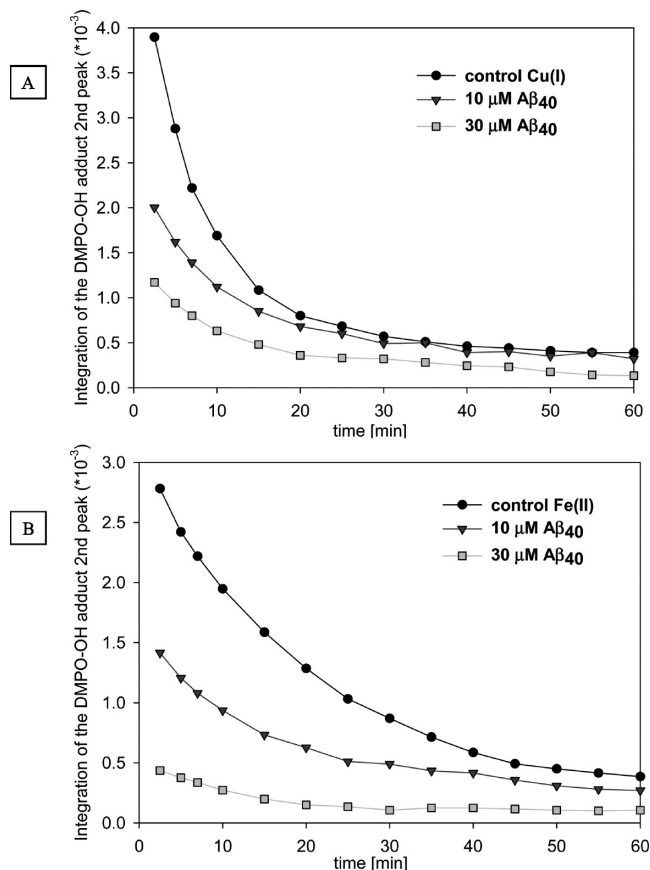 A
Integration of the DMPO-OH adduct 2nd peak (*10-3)
4.0
3.5
3.0
2.5
2.0
1.5
1.0
0.5
0.0
control Cu(I)
10 μM Aβ40
30 μM Aβ40
0 10 20 30 40 50 60
time [min]
B
Integration of the DMPO-OH adduct 2nd peak (*10-3)
3.0
2.5
2.0
1.5
1.0
0.5
0.0
control Fe(II)
10 μM Aβ40
30 μM Aβ40
0 10 20 30 40 50 60
time [min]